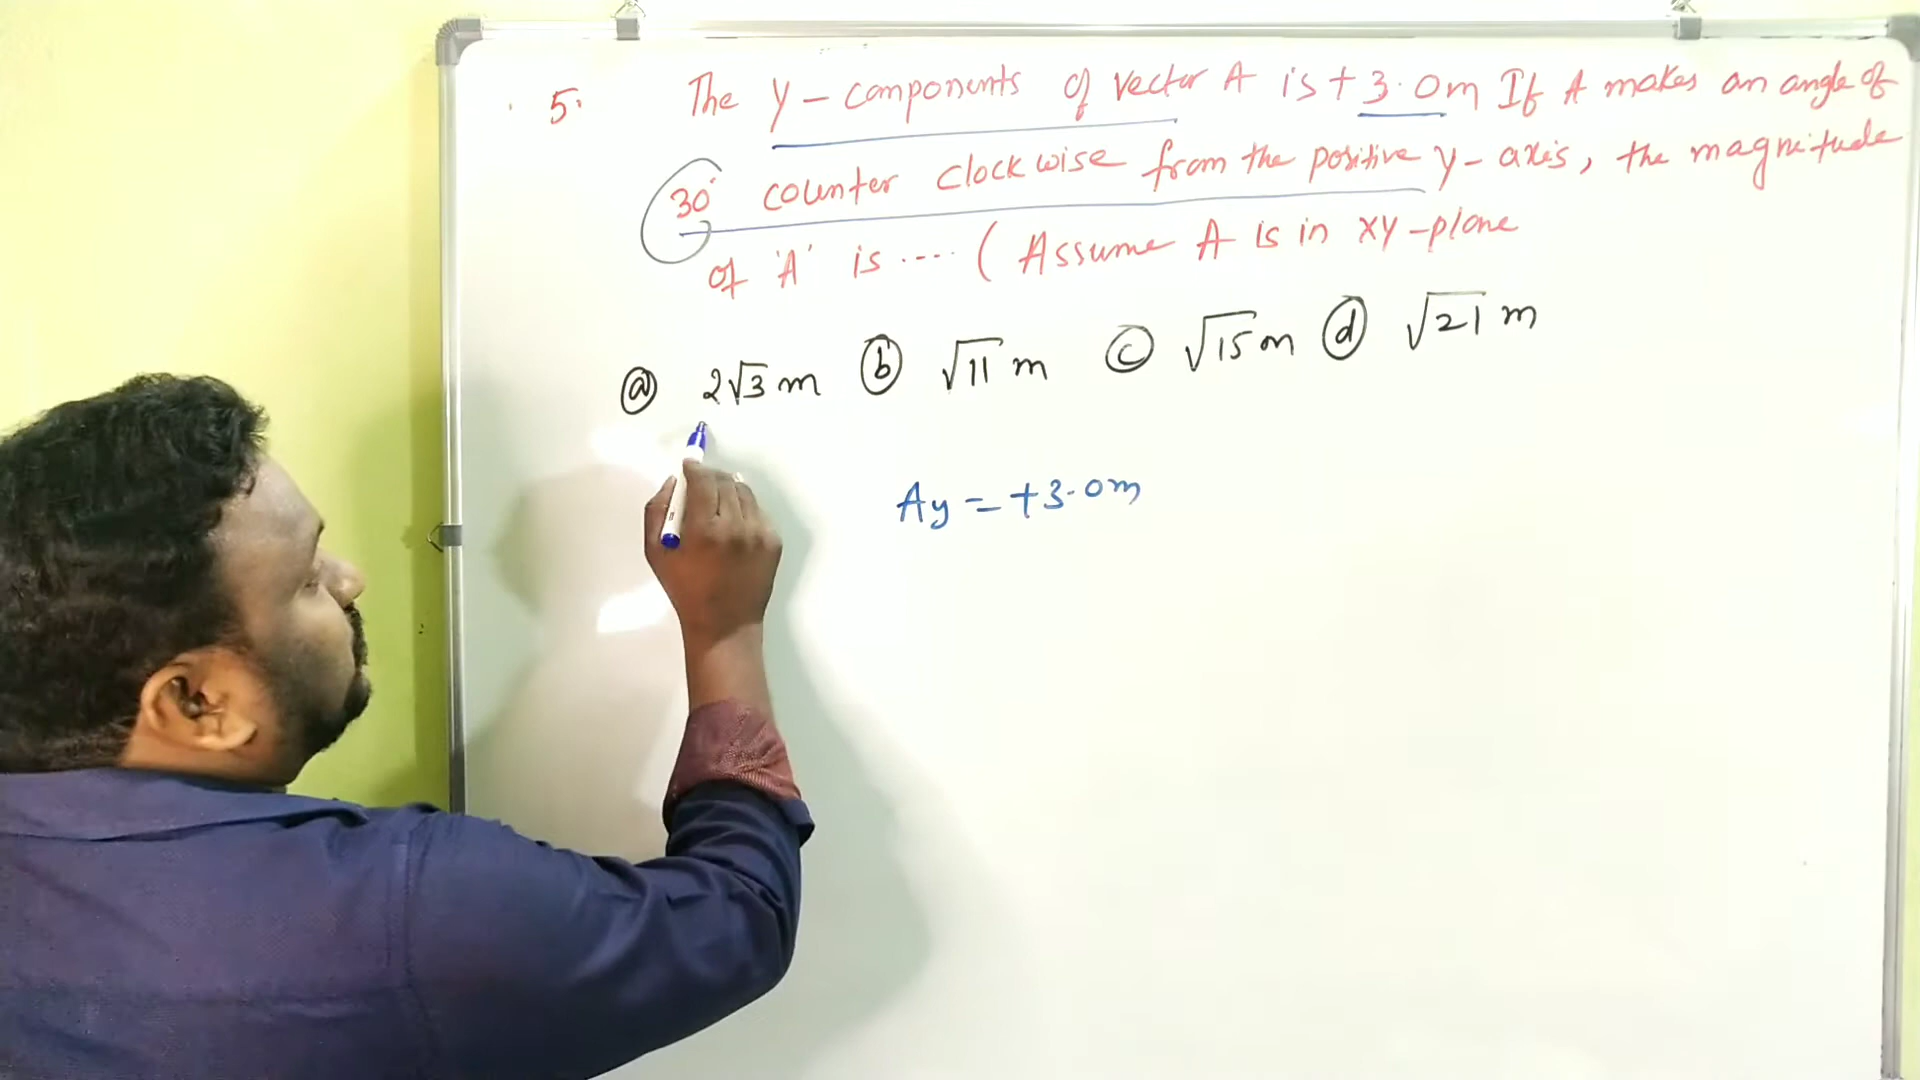 5. The y-components of vector A is +3.0m If A makes an angle of
30° counter clockwise from the positive y-axis, the magnitude
of 'A' is .... ( Assume A is in xy-plane
ⓐ 2√3 m ⓑ √11 m ⓒ √15 m ⓓ √21 m
Ay = +3.0m